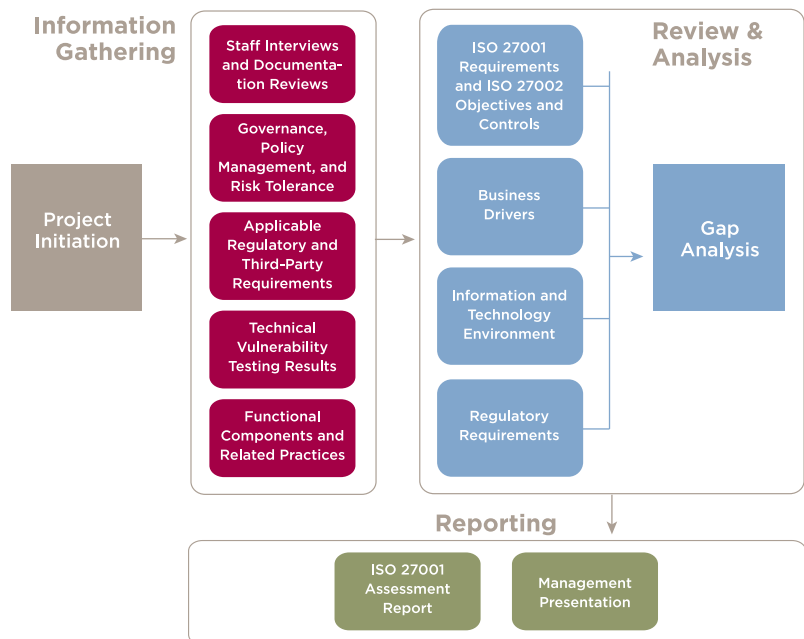 Information
Gathering
Staff Interviews
and Documenta-
tion Reviews
Governance,
Policy
Management, and
Risk Tolerance
Project
Initiation
Applicable
Regulatory and
Third-Party
Requirements
Technical
Vulnerability
Testing Results
Functional
Components and
Related Practices
Review &
Analysis
ISO 27001
Requirements
and ISO 27002
Objectives and
Controls
Business
Drivers
Information and
Technology
Environment
Regulatory
Requirements
Gap
Analysis
Reporting
ISO 27001
Assessment
Report
Management
Presentation